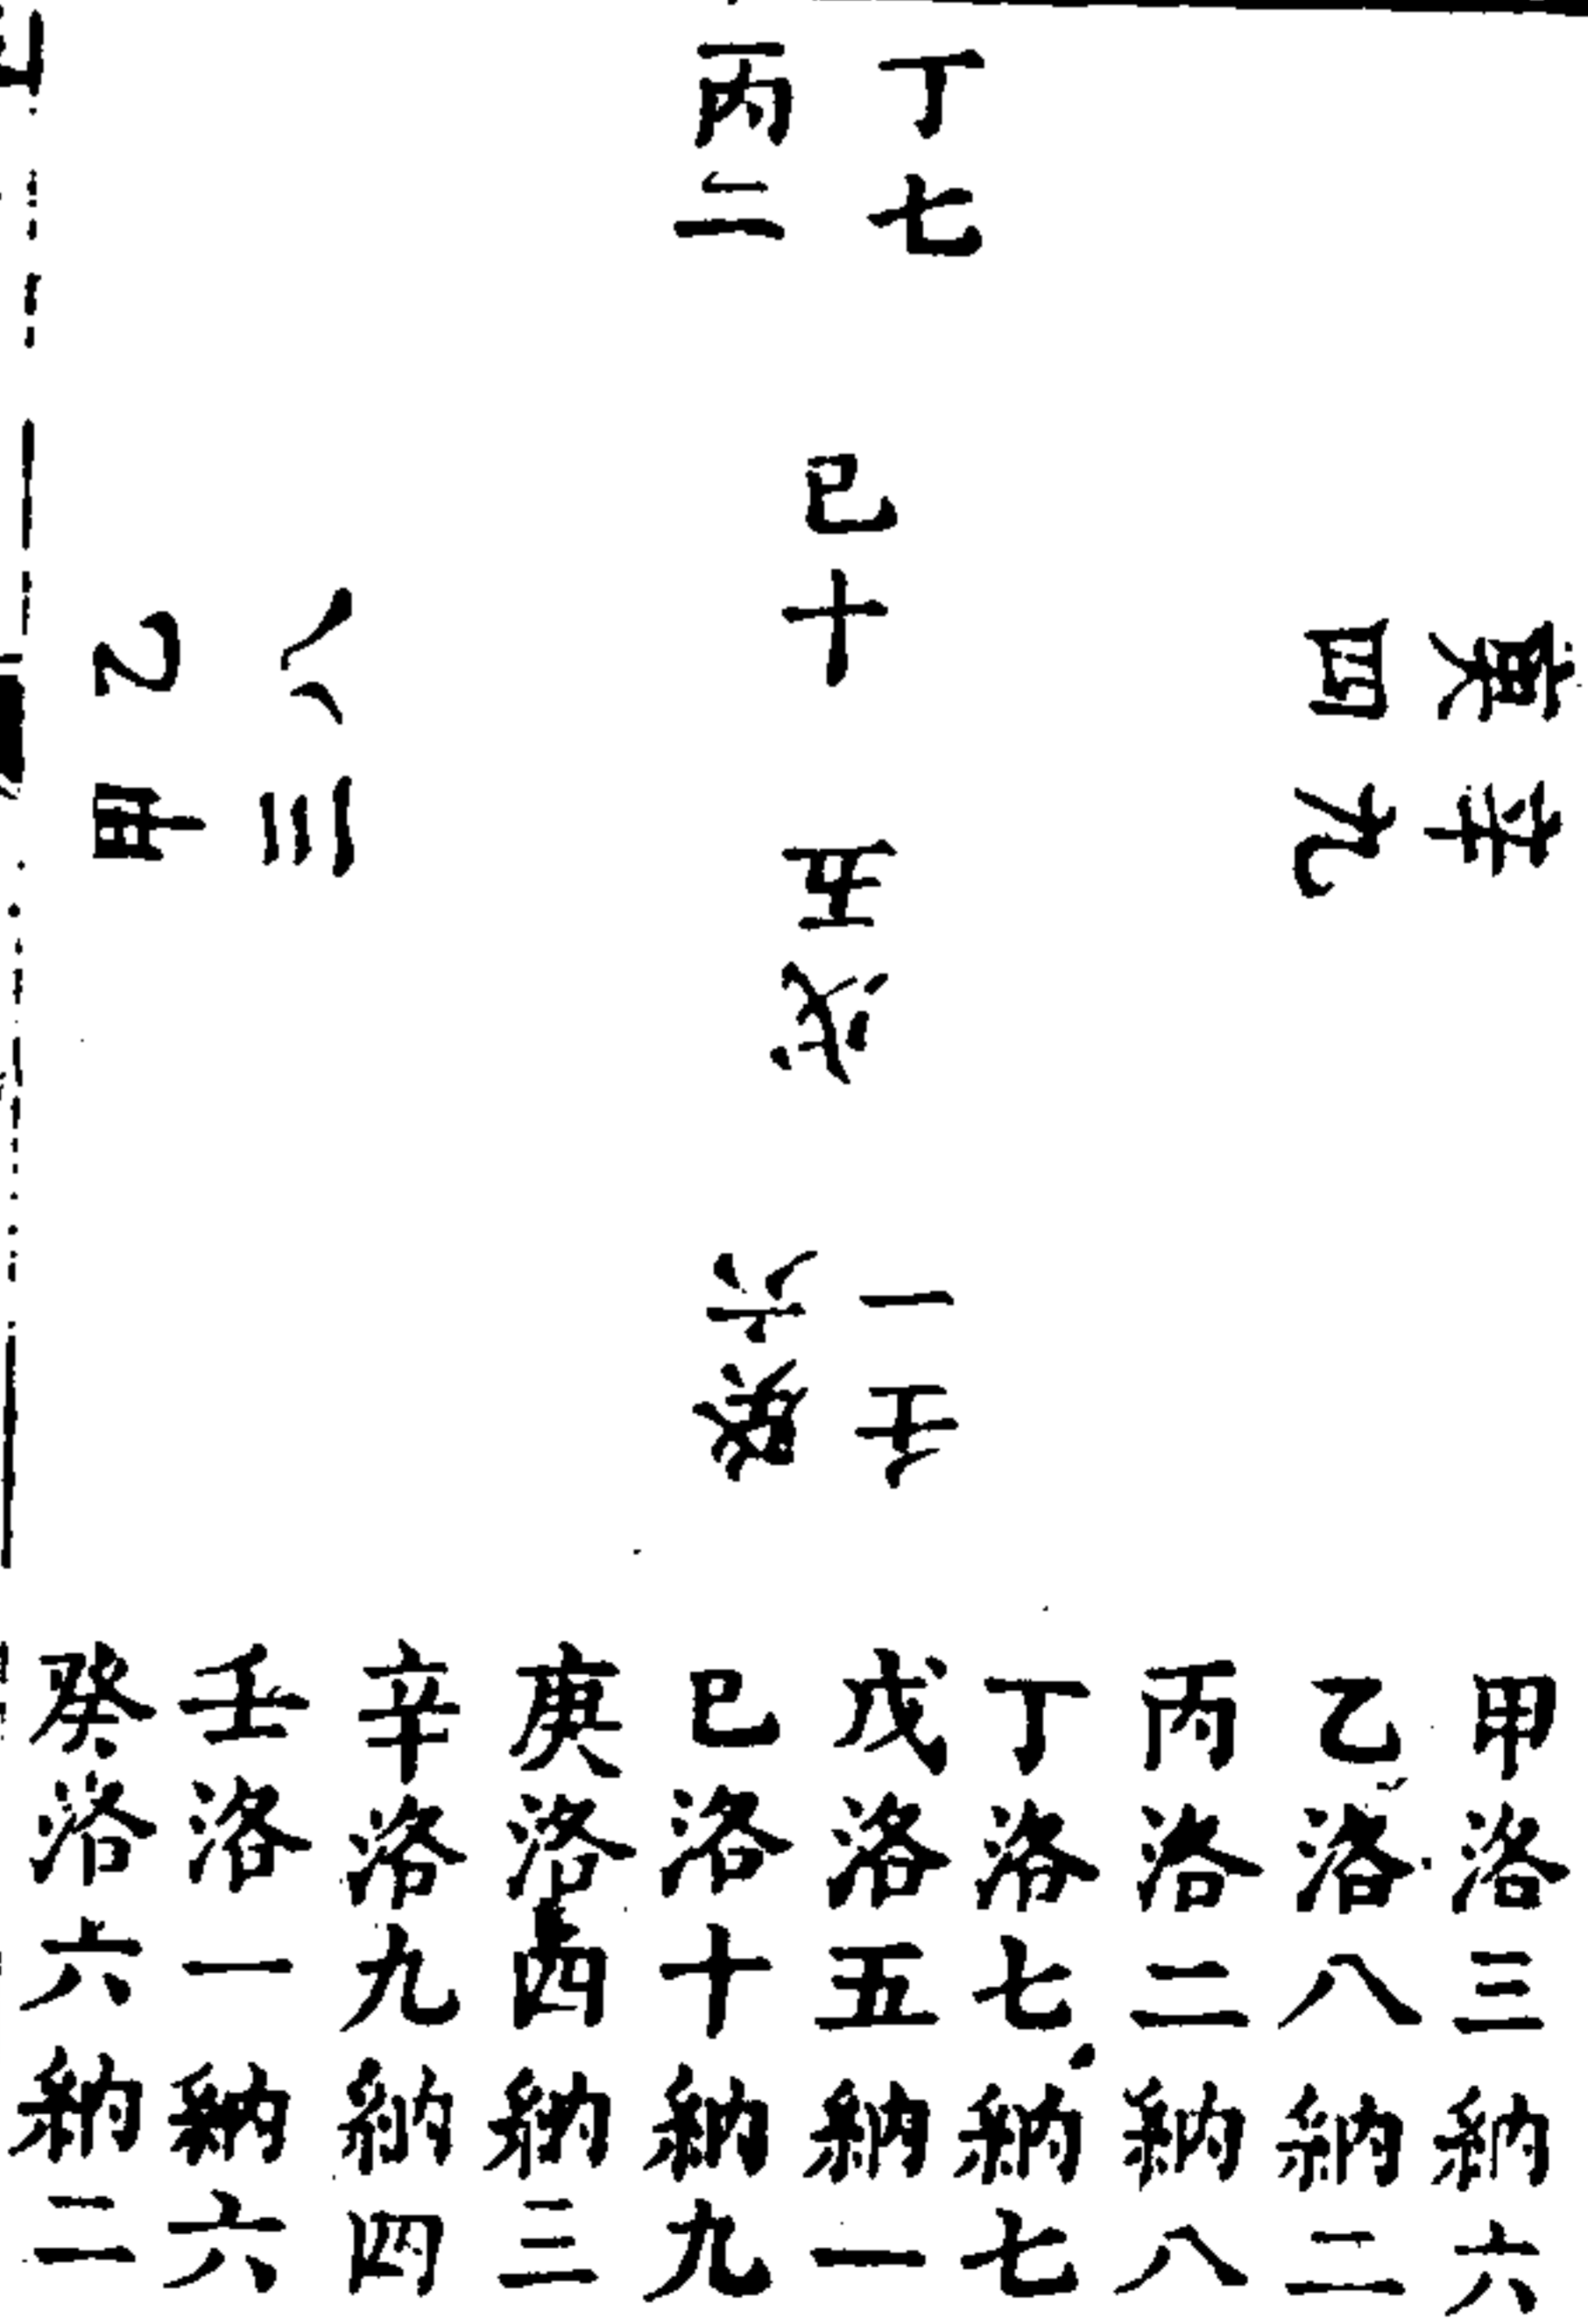 丁七
丙二
巳十
戊五
庚四
辛九
乙八
甲三
壬一
癸六
甲洛三納六
乙洛八納二
丙洛二納八
丁洛七納七
戊洛五納一
巳洛十納九
庚洛四納三
辛洛九納四
壬洛一納六
癸洛六納二